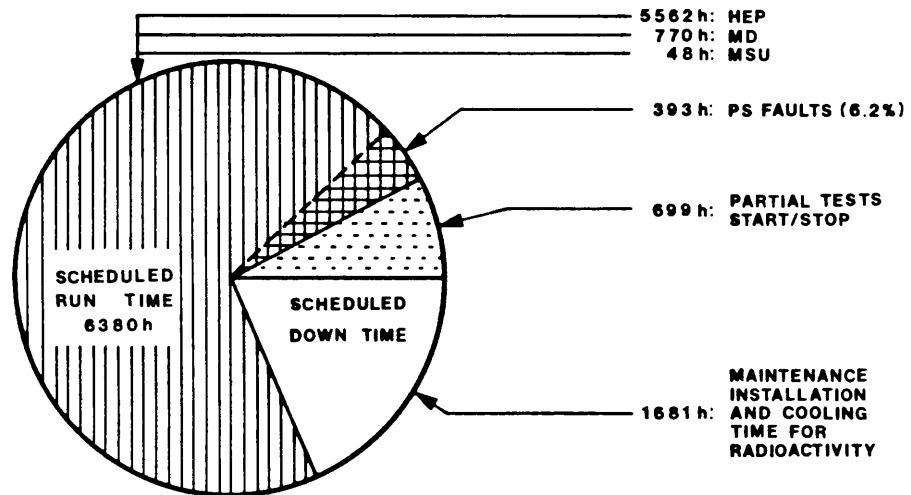 5562h: HEP
770h: MD
48h: MSU
393h: PS FAULTS (6.2%)
699h: PARTIAL TESTS
START/STOP
SCHEDULED
RUN TIME
6380h
SCHEDULED
DOWN TIME
MAINTENANCE
INSTALLATION
1681h: AND COOLING
TIME FOR
RADIOACTIVITY